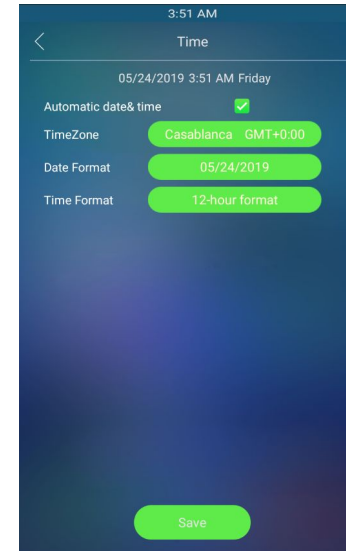 3:51 AM
Time
05/24/2019 3:51 AM Friday
Automatic date& time
TimeZone Casablanca GMT+0:00
Date Format 05/24/2019
Time Format 12-hour format
Save